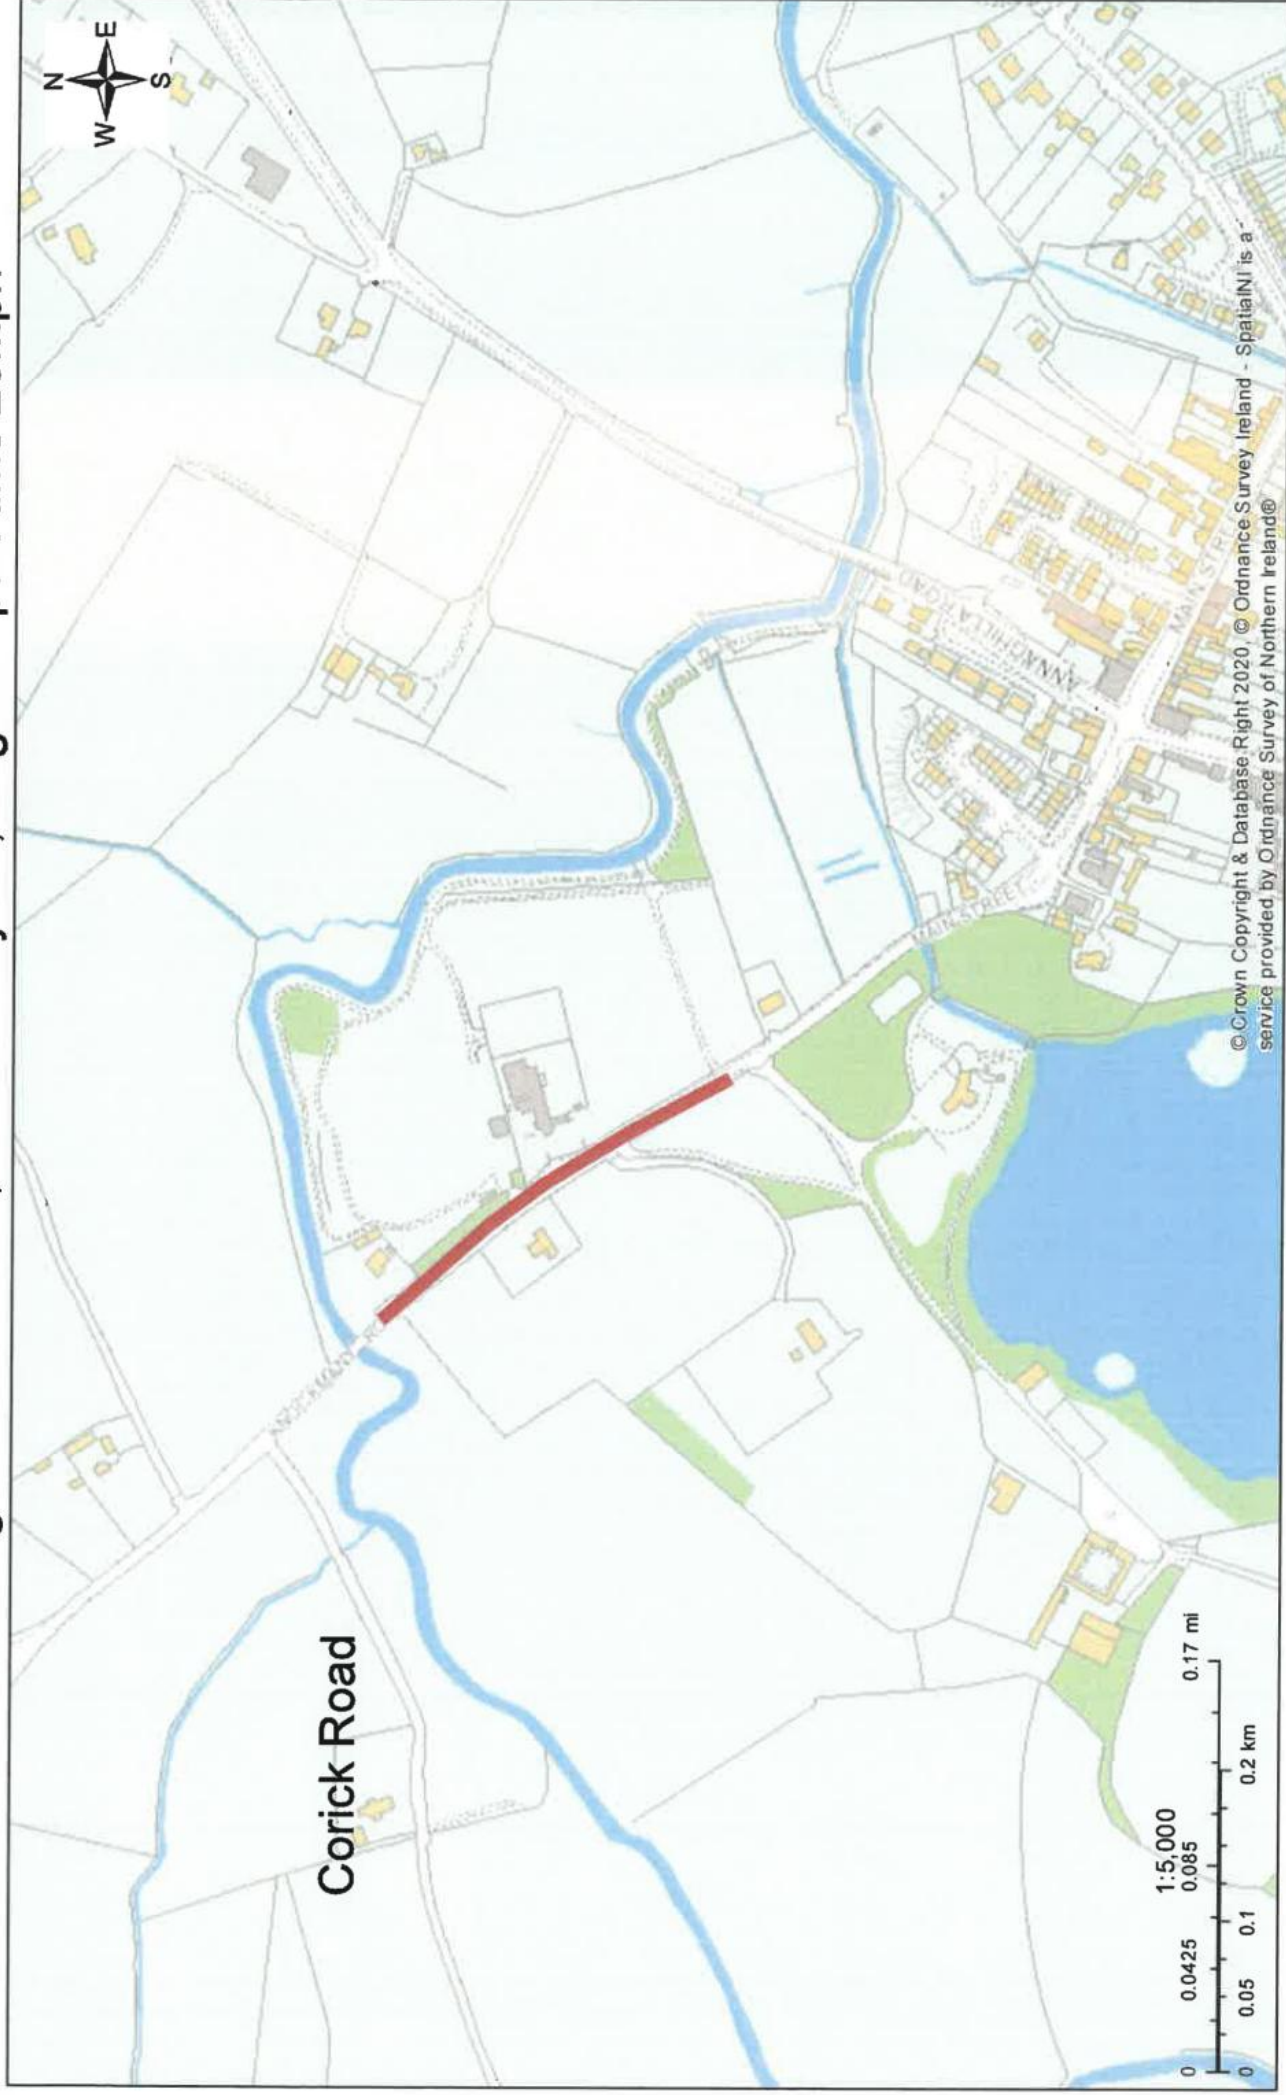 N
W E
S
Corick Road
MAIN STREET
ANNAGHILLA ROAD
MAIN STR
1:5,000
0 0.0425 0.085 0.17 mi
0 0.05 0.1 0.2 km
© Crown Copyright & Database Right 2020, © Ordnance Survey Ireland - SpatialNI is a
service provided by Ordnance Survey of Northern Ireland®